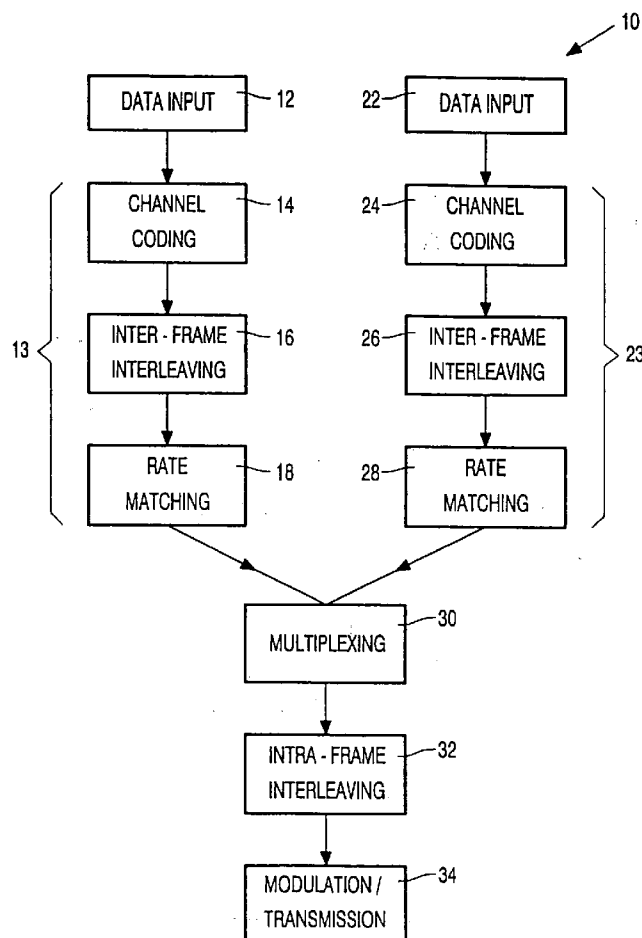 10
DATA INPUT
12
22
DATA INPUT
CHANNEL
CODING
14
24
CHANNEL
CODING
13
INTER - FRAME
INTERLEAVING
16
26
INTER - FRAME
INTERLEAVING
23
RATE
MATCHING
18
28
RATE
MATCHING
MULTIPLEXING
30
INTRA - FRAME
INTERLEAVING
32
MODULATION /
TRANSMISSION
34